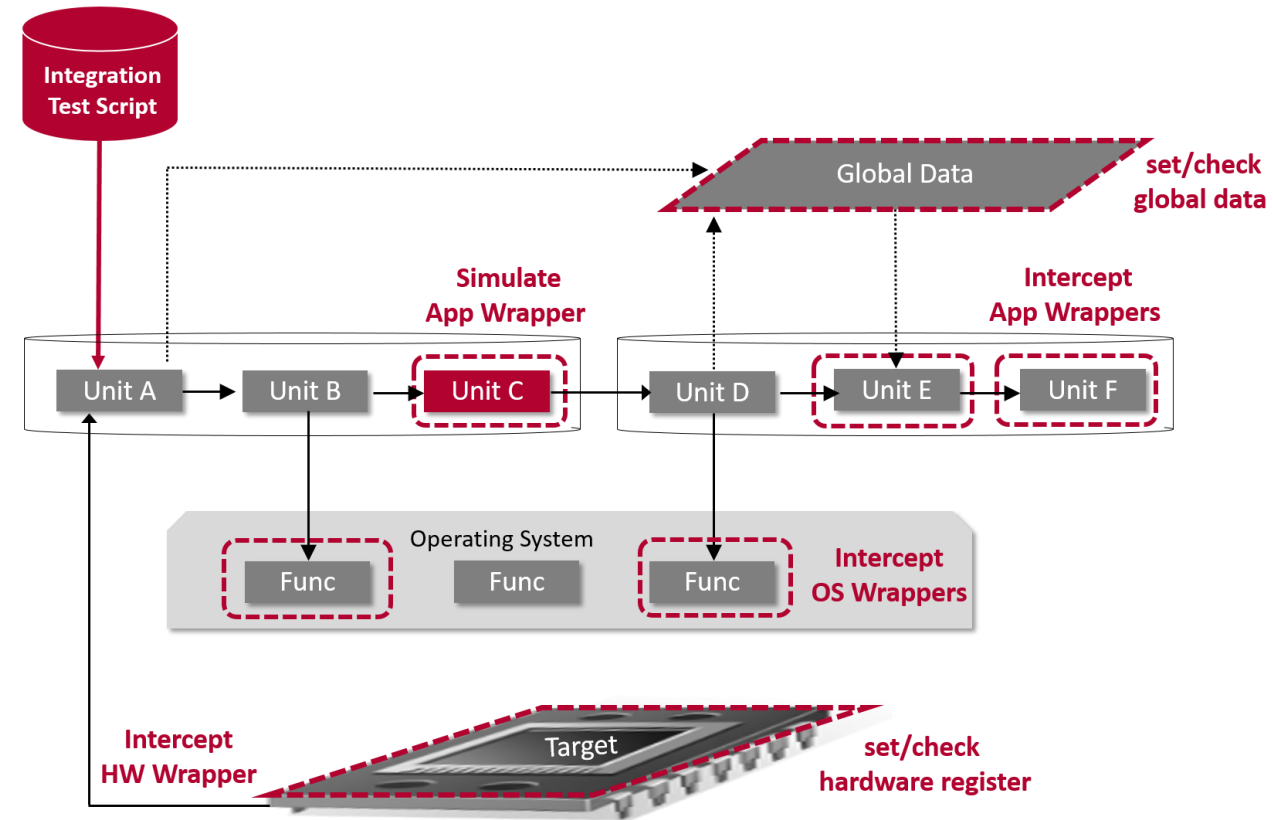 Integration
Test Script
Global Data
set/check
global data
Simulate
App Wrapper
Intercept
App Wrappers
Unit A
Unit B
Unit C
Unit D
Unit E
Unit F
Operating System
Func
Func
Func
Intercept
OS Wrappers
Intercept
HW Wrapper
Target
set/check
hardware register